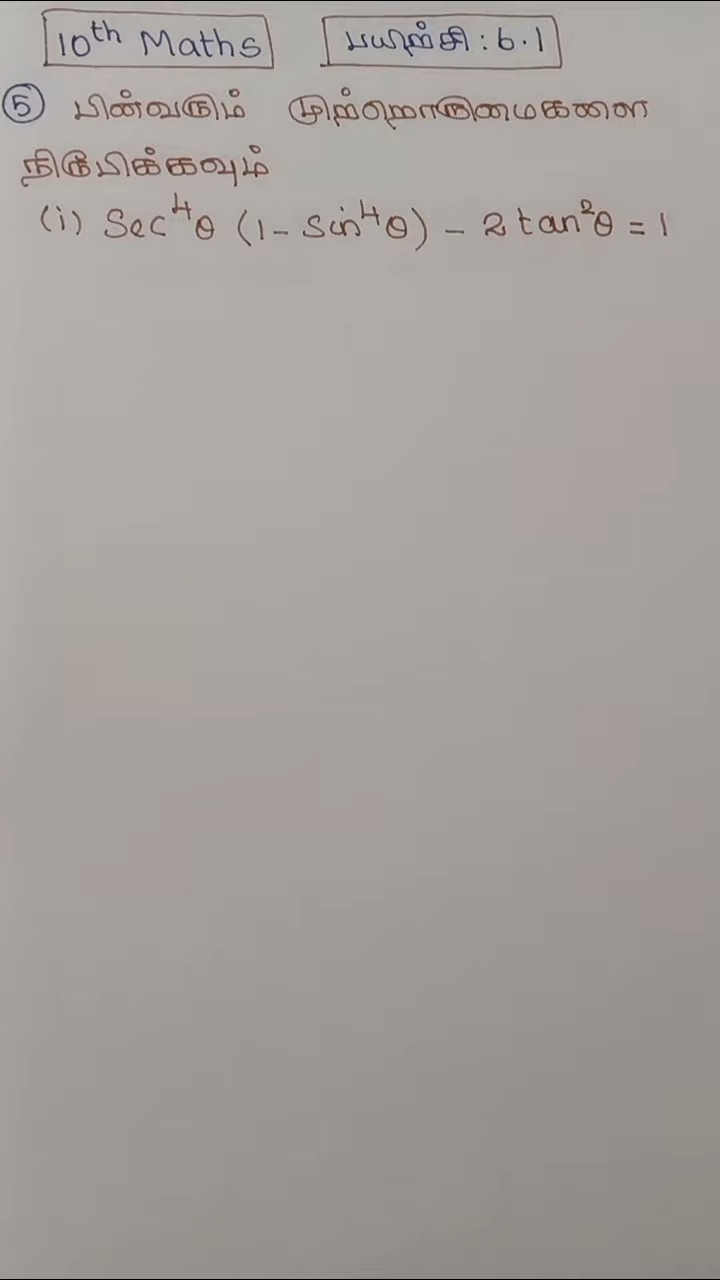 10th Maths பயிற்சி : 6.1
5 பின்வரும் முற்றொருமைகளை
நிரூபிக்கவும்
(i) Sec⁴θ (1 - Sin⁴θ) - 2 tan²θ = 1